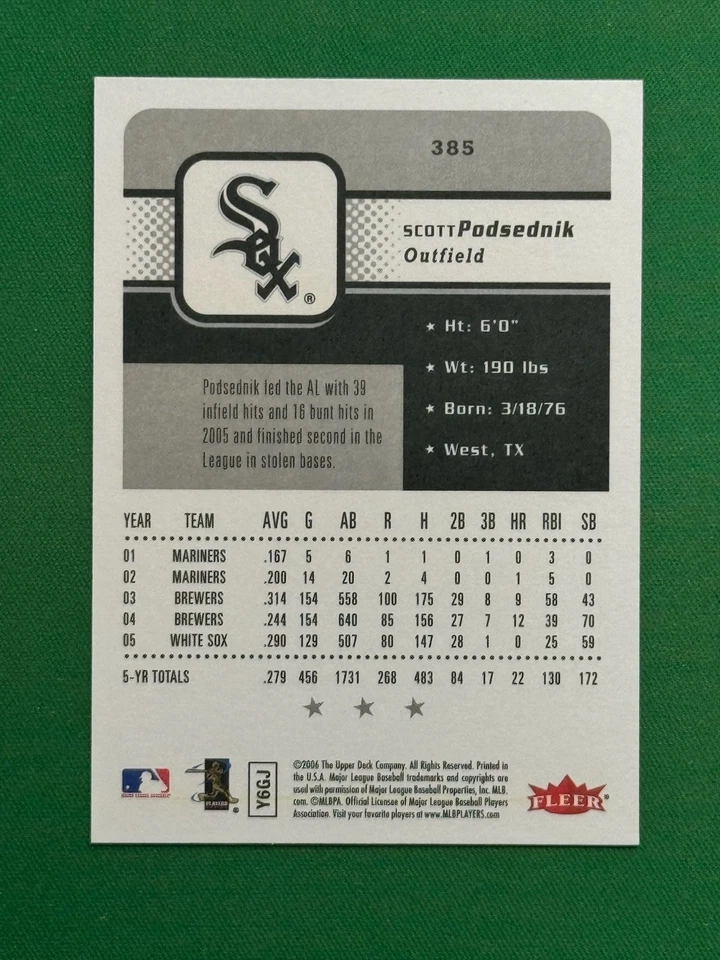 385
Sox
®
SCOTT Podsednik
Outfield
★ Ht: 6'0"
★ Wt: 190 lbs
★ Born: 3/18/76
★ West, TX
Podsednik led the AL with 39
infield hits and 16 bunt hits in
2005 and finished second in the
League in stolen bases.
YEAR TEAM AVG G AB R H 2B 3B HR RBI SB
01 MARINERS .167 5 6 1 1 0 1 0 3 0
02 MARINERS .200 14 20 2 4 0 0 1 5 0
03 BREWERS .314 154 558 100 175 29 8 9 58 43
04 BREWERS .244 154 640 85 156 27 7 12 39 70
05 WHITE SOX .290 129 507 80 147 28 1 0 25 59
5-YR TOTALS .279 456 1731 268 483 84 17 22 130 172
PLAYERS
®
Y6GJ
©2006 The Upper Deck Company. All Rights Reserved. Printed in
the U.S.A. Major League Baseball trademarks and copyrights are
used with permission of Major League Baseball Properties, Inc. MLB.
com. ©MLBPA. Official Licensee of Major League Baseball Players
Association. Visit your favorite players at www.MLBPLAYERS.com
FLEER®